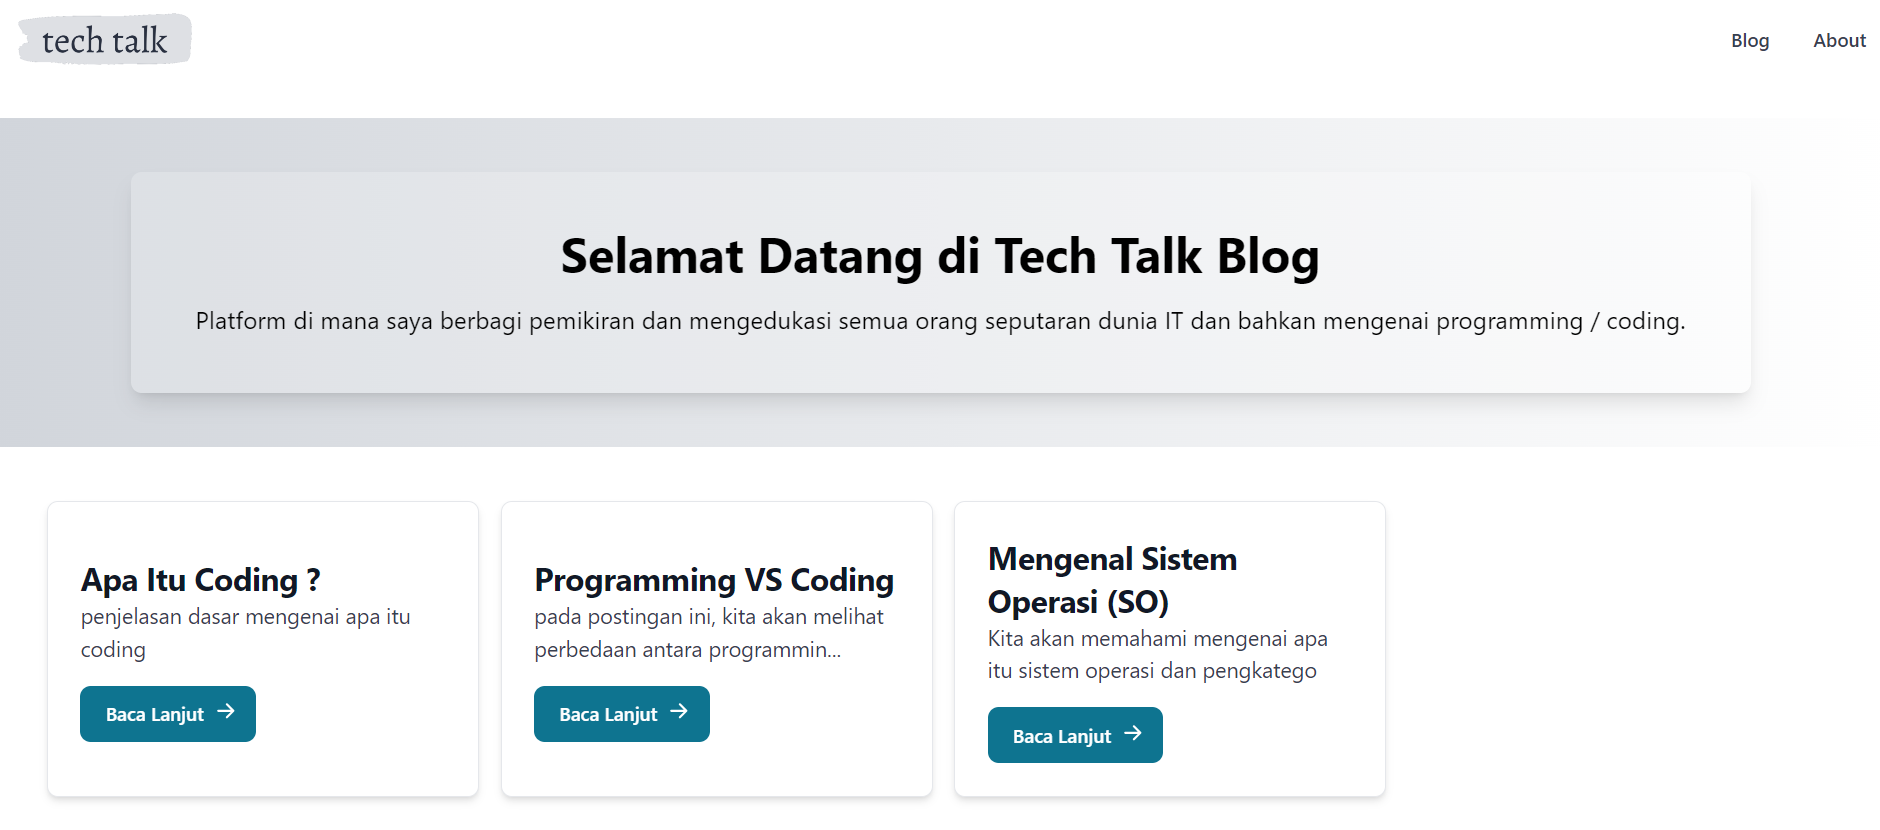 tech talk
Blog
About
Selamat Datang di Tech Talk Blog
Platform di mana saya berbagi pemikiran dan mengedukasi semua orang seputaran dunia IT dan bahkan mengenai programming / coding.
Apa Itu Coding ?
penjelasan dasar mengenai apa itu
coding
Baca Lanjut
Programming VS Coding
pada postingan ini, kita akan melihat
perbedaan antara programmin...
Baca Lanjut
Mengenal Sistem
Operasi (SO)
Kita akan memahami mengenai apa
itu sistem operasi dan pengkatego
Baca Lanjut